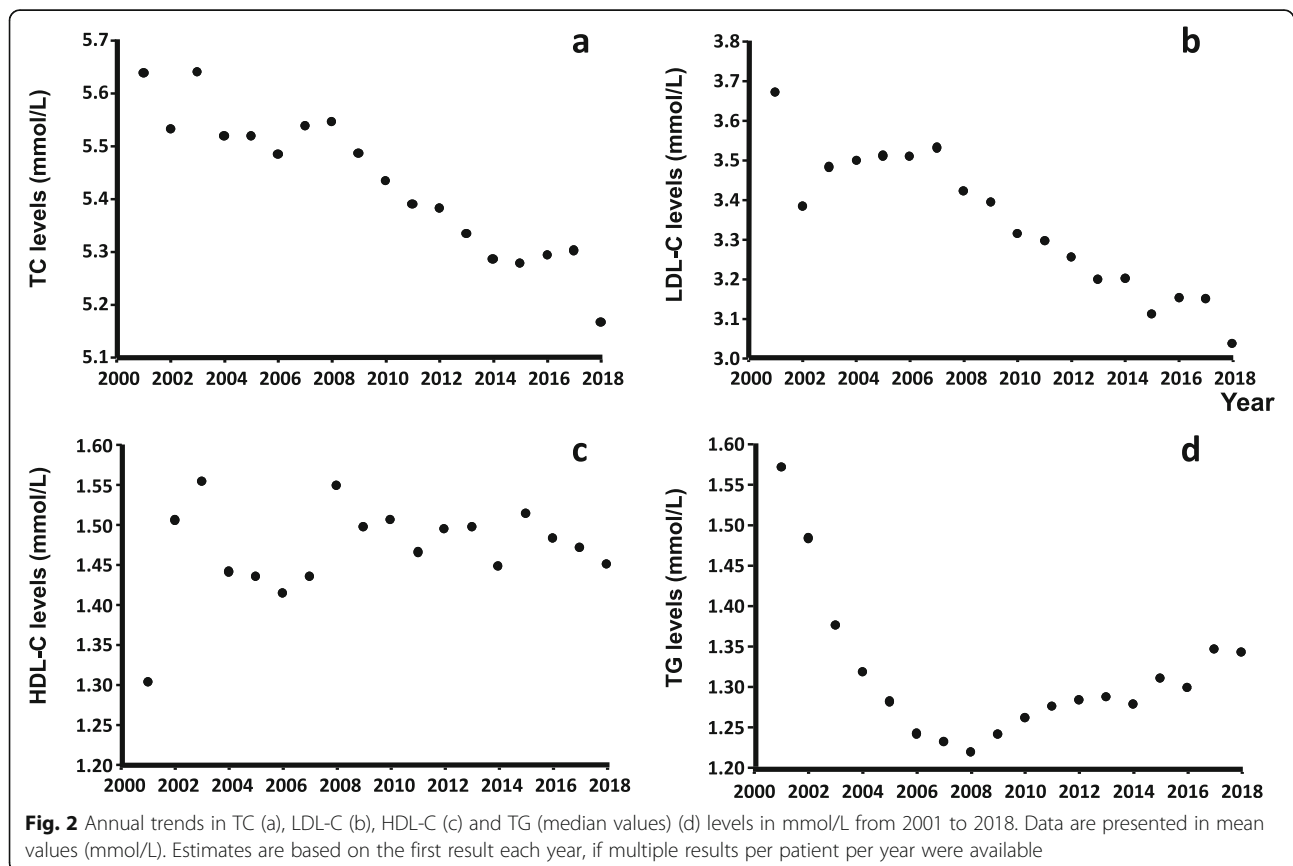 a
TC levels (mmol/L)
5.7
5.6
5.5
5.4
5.3
5.2
5.1
2000 2002 2004 2006 2008 2010 2012 2014 2016 2018
b
LDL-C levels (mmol/L)
3.8
3.7
3.6
3.5
3.4
3.3
3.2
3.1
3.0
2000 2002 2004 2006 2008 2010 2012 2014 2016 2018
Year
c
HDL-C levels (mmol/L)
1.60
1.55
1.50
1.45
1.40
1.35
1.30
1.20
2000 2002 2004 2006 2008 2010 2012 2014 2016 2018
d
TG levels (mmol/L)
1.60
1.55
1.50
1.45
1.40
1.35
1.30
1.25
1.20
2000 2002 2004 2006 2008 2010 2012 2014 2016 2018
Fig. 2 Annual trends in TC (a), LDL-C (b), HDL-C (c) and TG (median values) (d) levels in mmol/L from 2001 to 2018. Data are presented in mean
values (mmol/L). Estimates are based on the first result each year, if multiple results per patient per year were available